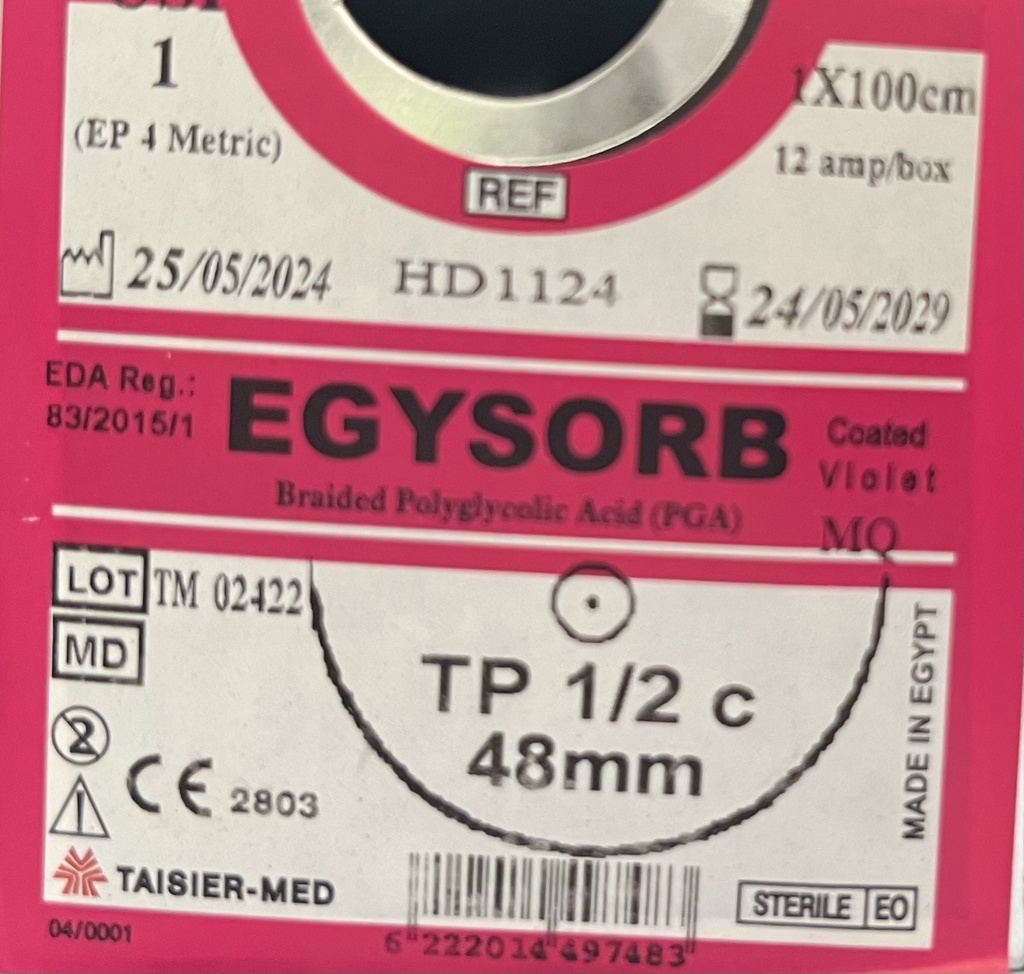 1
1X100cm
(EP 4 Metric)
12 amp/box
REF
25/05/2024
HD1124
24/05/2029
EDA Reg.:
83/2015/1
EGYSORB
Braided Polyglycolic Acid (PGA)
Coated
Violet
MQ
LOT TM 02422
MD
2
TP 1/2 c
48mm
CE 2803
MADE IN EGYPT
TAISIER-MED
STERILE EO
04/0001
6 222014 497483